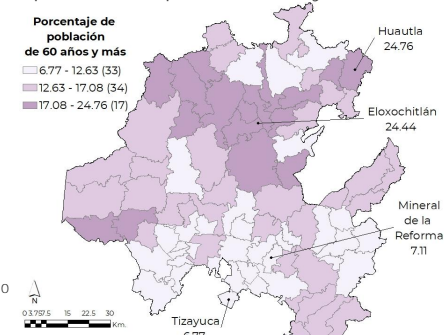 Porcentaje de
población
de 60 años y más
6.77 - 12.63 (33)
12.63 - 17.08 (34)
17.08 - 24.76 (17)
Huautla
24.76
Eloxochitlán
24.44
Mineral
de la
Reforma
7.11
Tizayuca
6.77
0
N
0 3.75 7.5 15 22.5 30
Km.